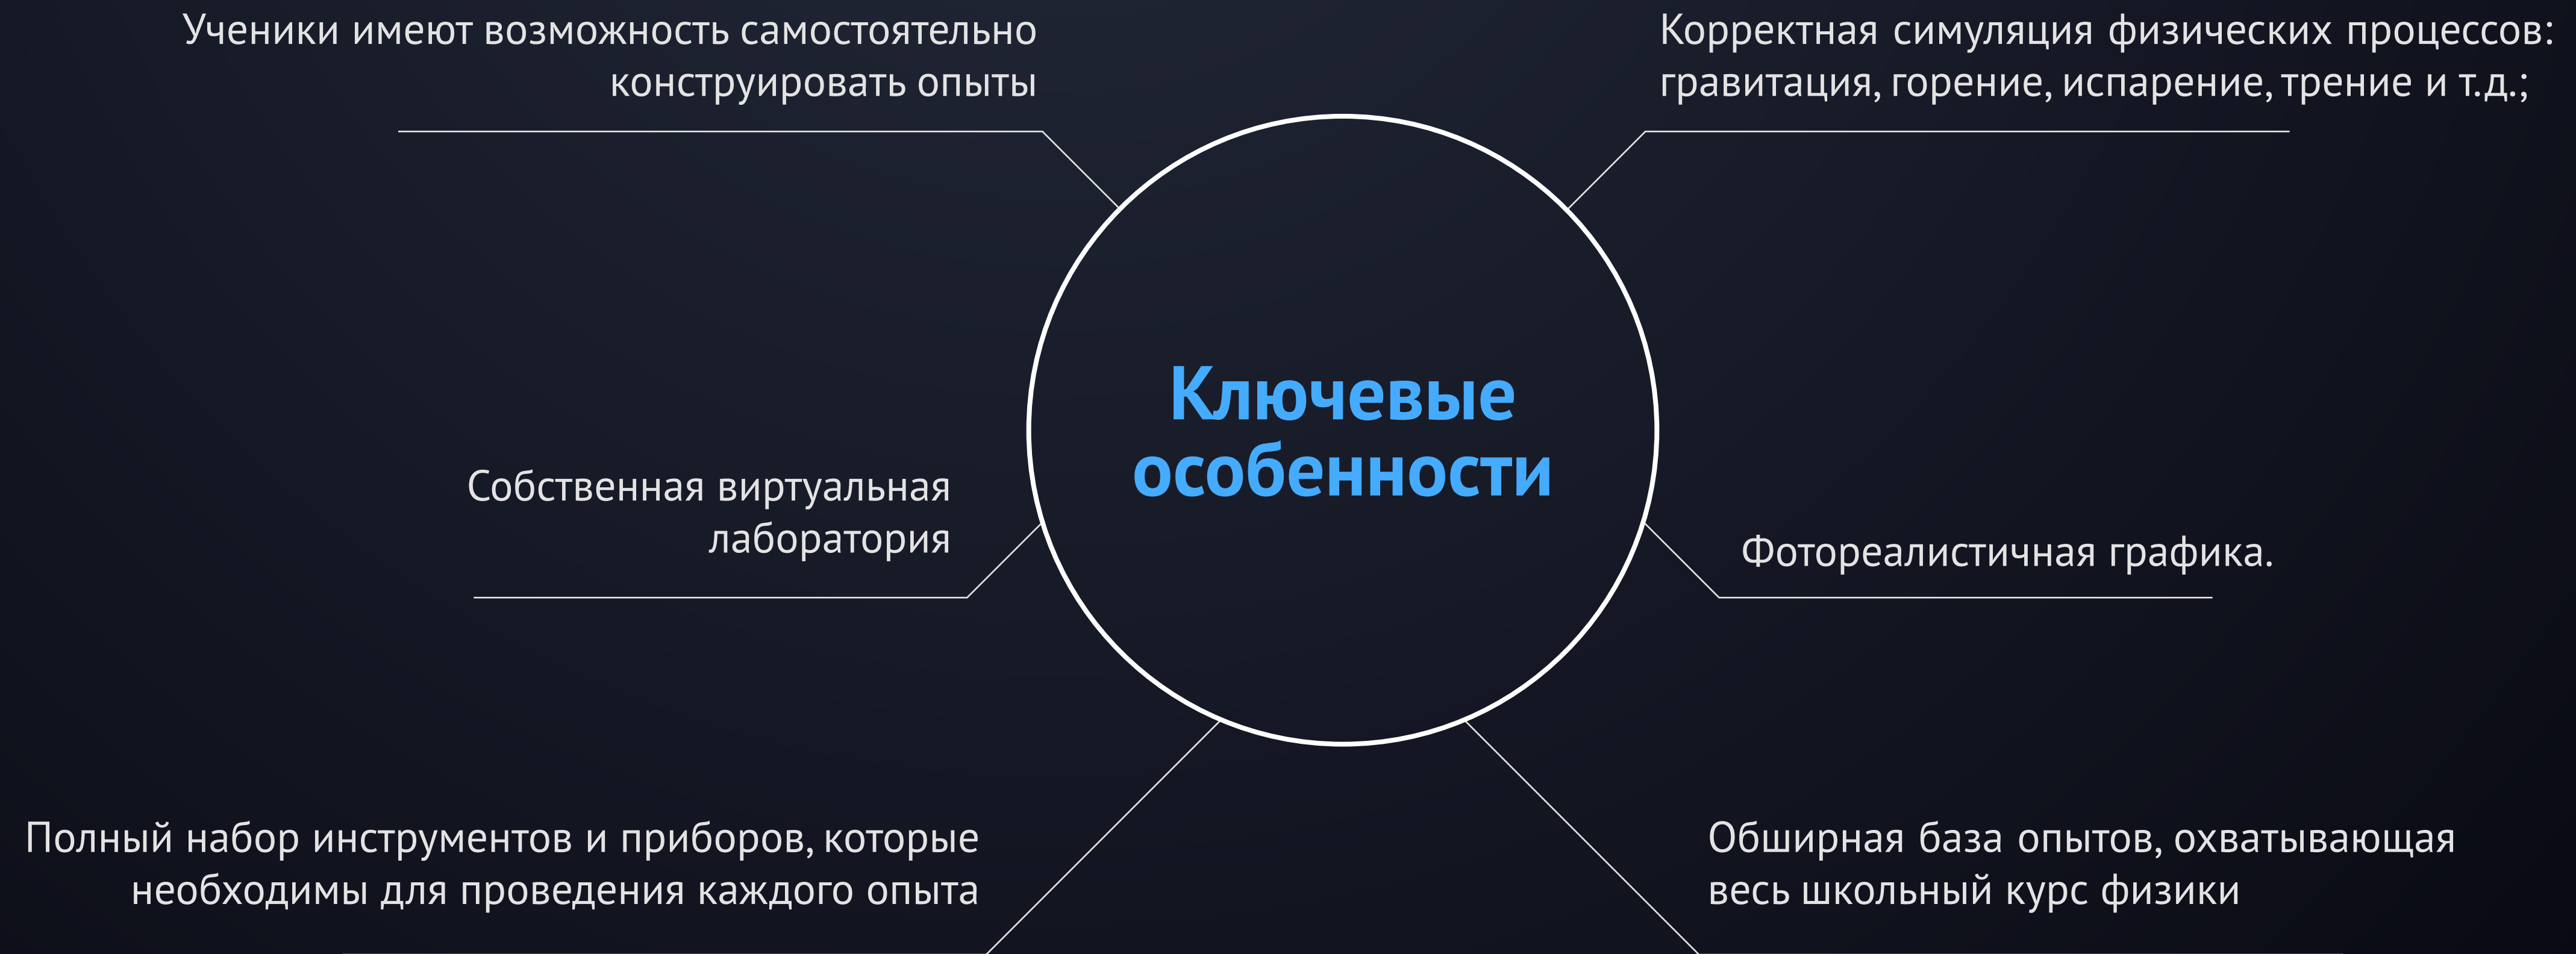 Ученики имеют возможность самостоятельно
конструировать опыты
Корректная симуляция физических процессов:
гравитация, горение, испарение, трение и т.д.;
Ключевые
особенности
Собственная виртуальная
лаборатория
Фотореалистичная графика.
Полный набор инструментов и приборов, которые
необходимы для проведения каждого опыта
Обширная база опытов, охватывающая
весь школьный курс физики